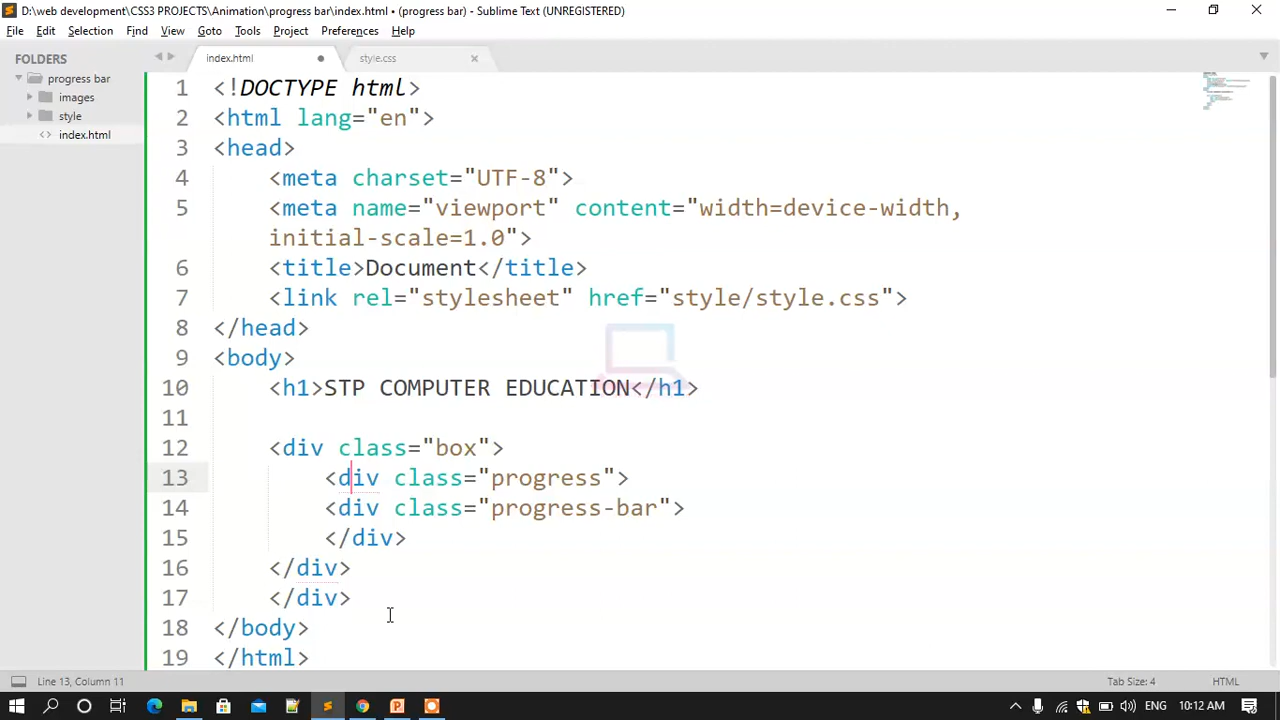 D:\web development\CSS3 PROJECTS\Animation\progress bar\index.html • (progress bar) - Sublime Text (UNREGISTERED)
File Edit Selection Find View Goto Tools Project Preferences Help
FOLDERS
progress bar
images
style
index.html
index.html style.css
1 <!DOCTYPE html>
2 <html lang="en">
3 <head>
4 <meta charset="UTF-8">
5 <meta name="viewport" content="width=device-width,
initial-scale=1.0">
6 <title>Document</title>
7 <link rel="stylesheet" href="style/style.css">
8 </head>
9 <body>
10 <h1>STP COMPUTER EDUCATION</h1>
11
12 <div class="box">
13 <div class="progress">
14 <div class="progress-bar">
15 </div>
16 </div>
17 </div>
18 </body>
19 </html>
Line 13, Column 11 Tab Size: 4 HTML
ENG 10:12 AM